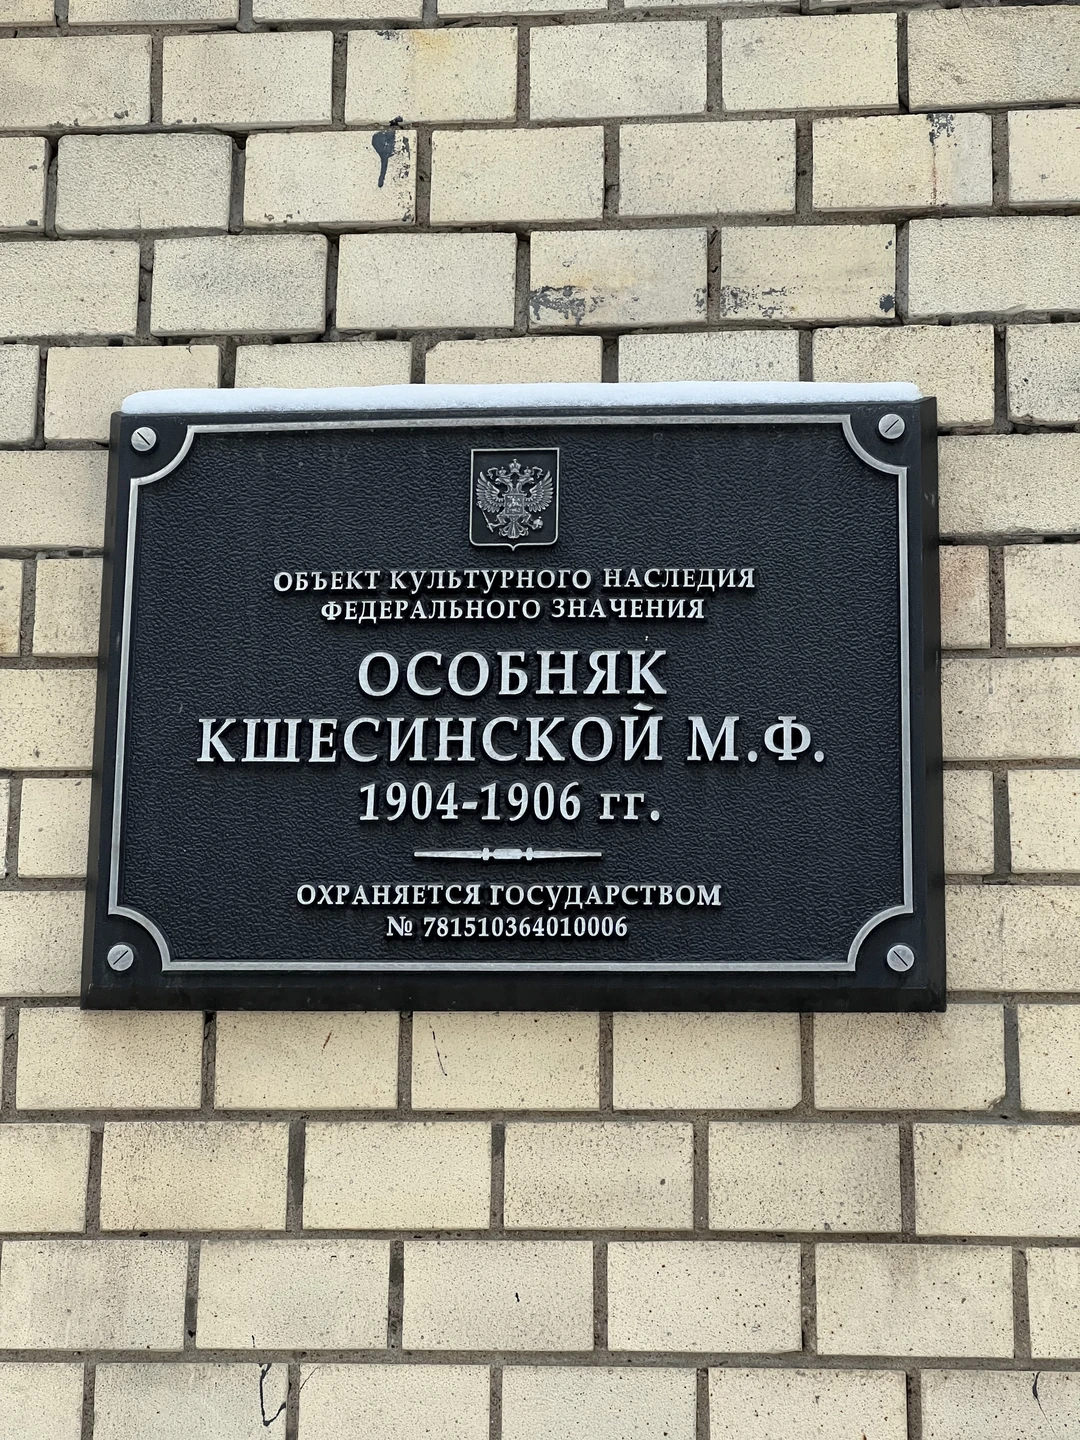 ОБЪЕКТ КУЛЬТУРНОГО НАСЛЕДИЯ
ФЕДЕРАЛЬНОГО ЗНАЧЕНИЯ
ОСОБНЯК
КШЕСИНСКОЙ М.Ф.
1904-1906 гг.
ОХРАНЯЕТСЯ ГОСУДАРСТВОМ
№ 781510364010006